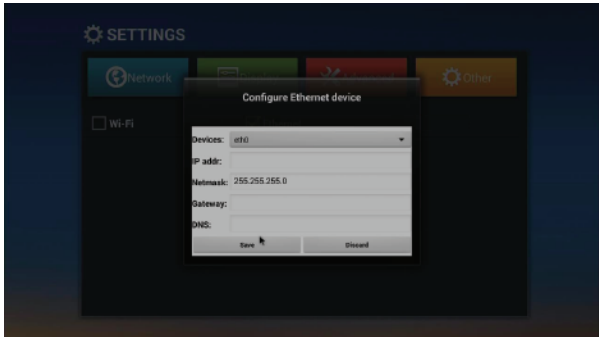 SETTINGS
Network
Other
Wi-Fi
Configure Ethernet device
Devices: eth0
IP addr:
Netmask: 255.255.255.0
Gateway:
DNS:
Save Discard